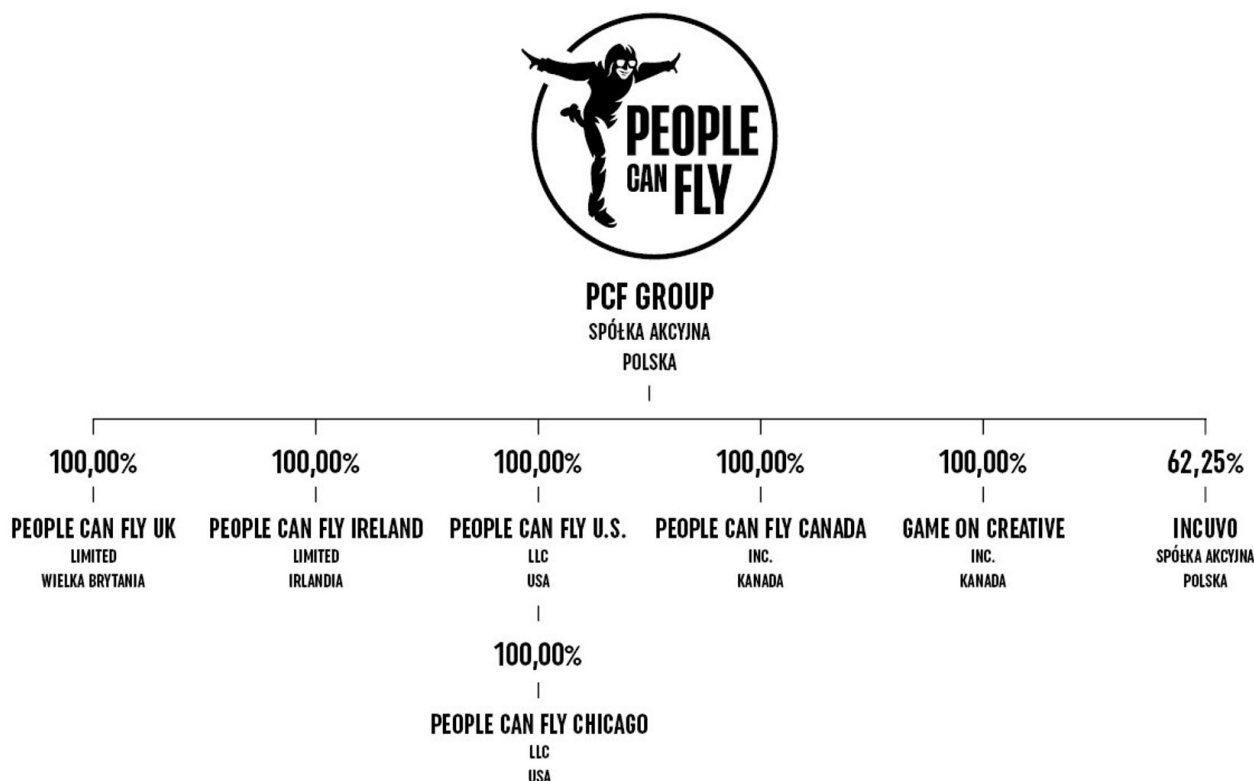 PEOPLE
CAN FLY
PCF GROUP
SPÓŁKA AKCYJNA
POLSKA
100,00%
PEOPLE CAN FLY UK
LIMITED
WIELKA BRYTANIA
100,00%
PEOPLE CAN FLY IRELAND
LIMITED
IRLANDIA
100,00%
PEOPLE CAN FLY U.S.
LLC
USA
100,00%
PEOPLE CAN FLY CHICAGO
LLC
USA
100,00%
PEOPLE CAN FLY CANADA
INC.
KANADA
100,00%
GAME ON CREATIVE
INC.
KANADA
62,25%
INCUVO
SPÓŁKA AKCYJNA
POLSKA